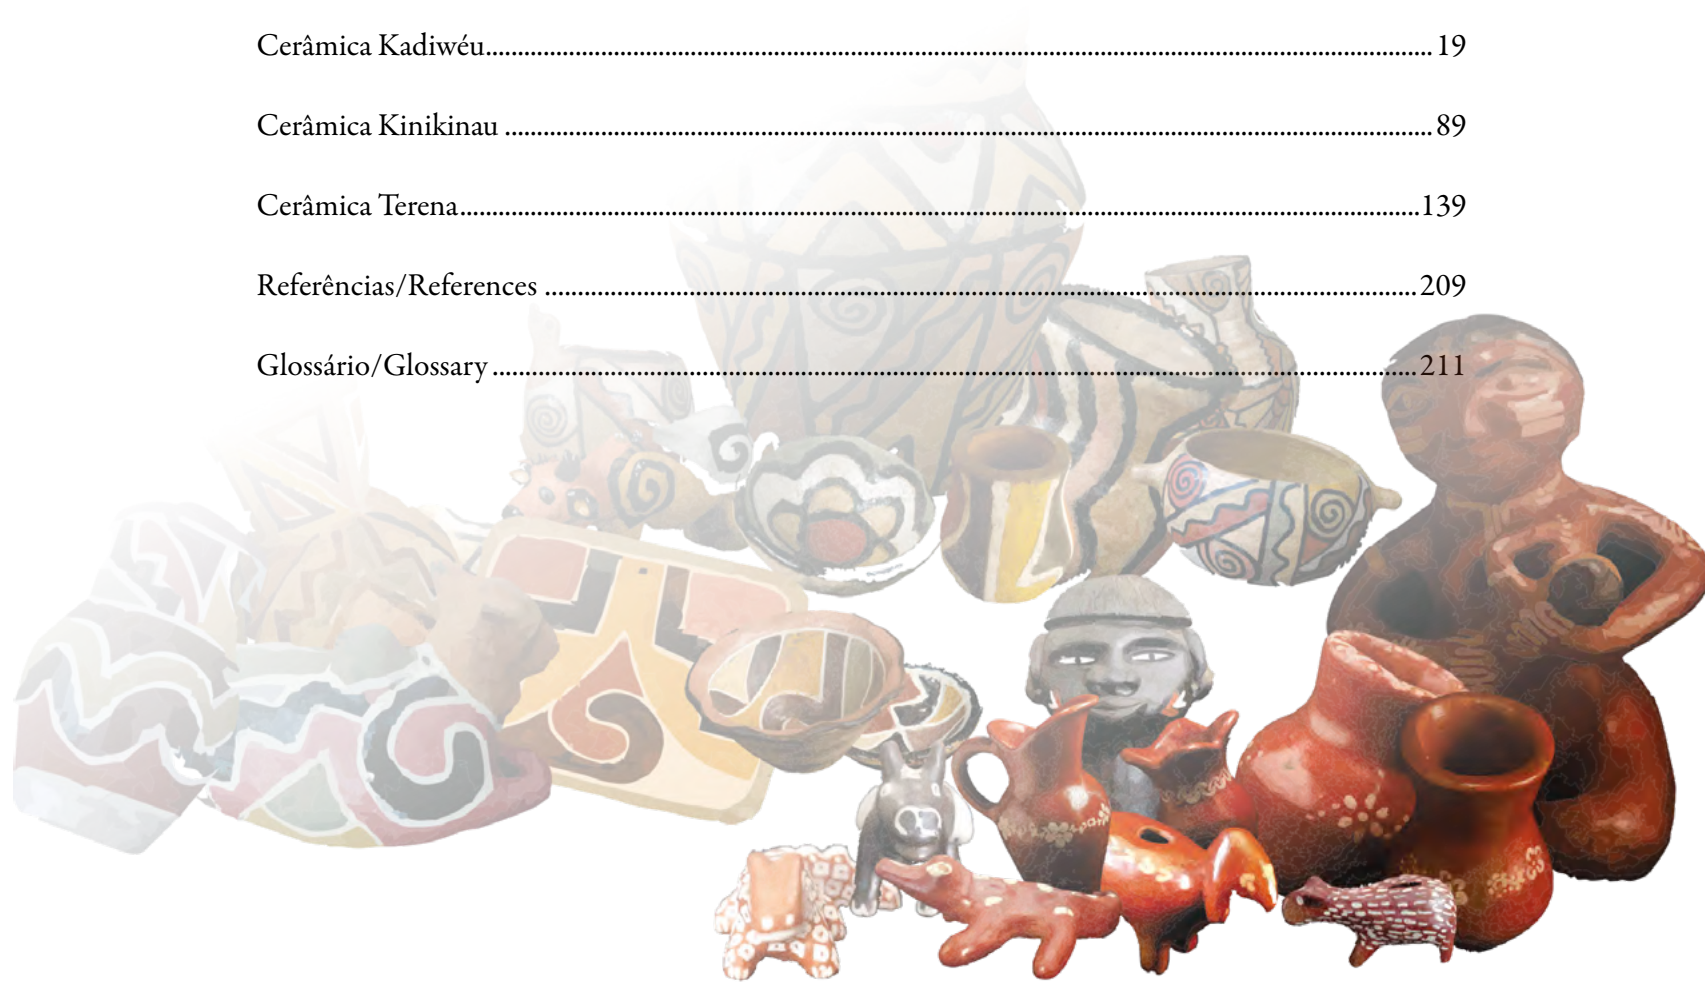 Cerâmica Kadiwéu........................................................................................................................19
Cerâmica Kinikinau ......................................................................................................................89
Cerâmica Terena..........................................................................................................................139
Referências/References ...............................................................................................................209
Glossário/Glossary ......................................................................................................................211